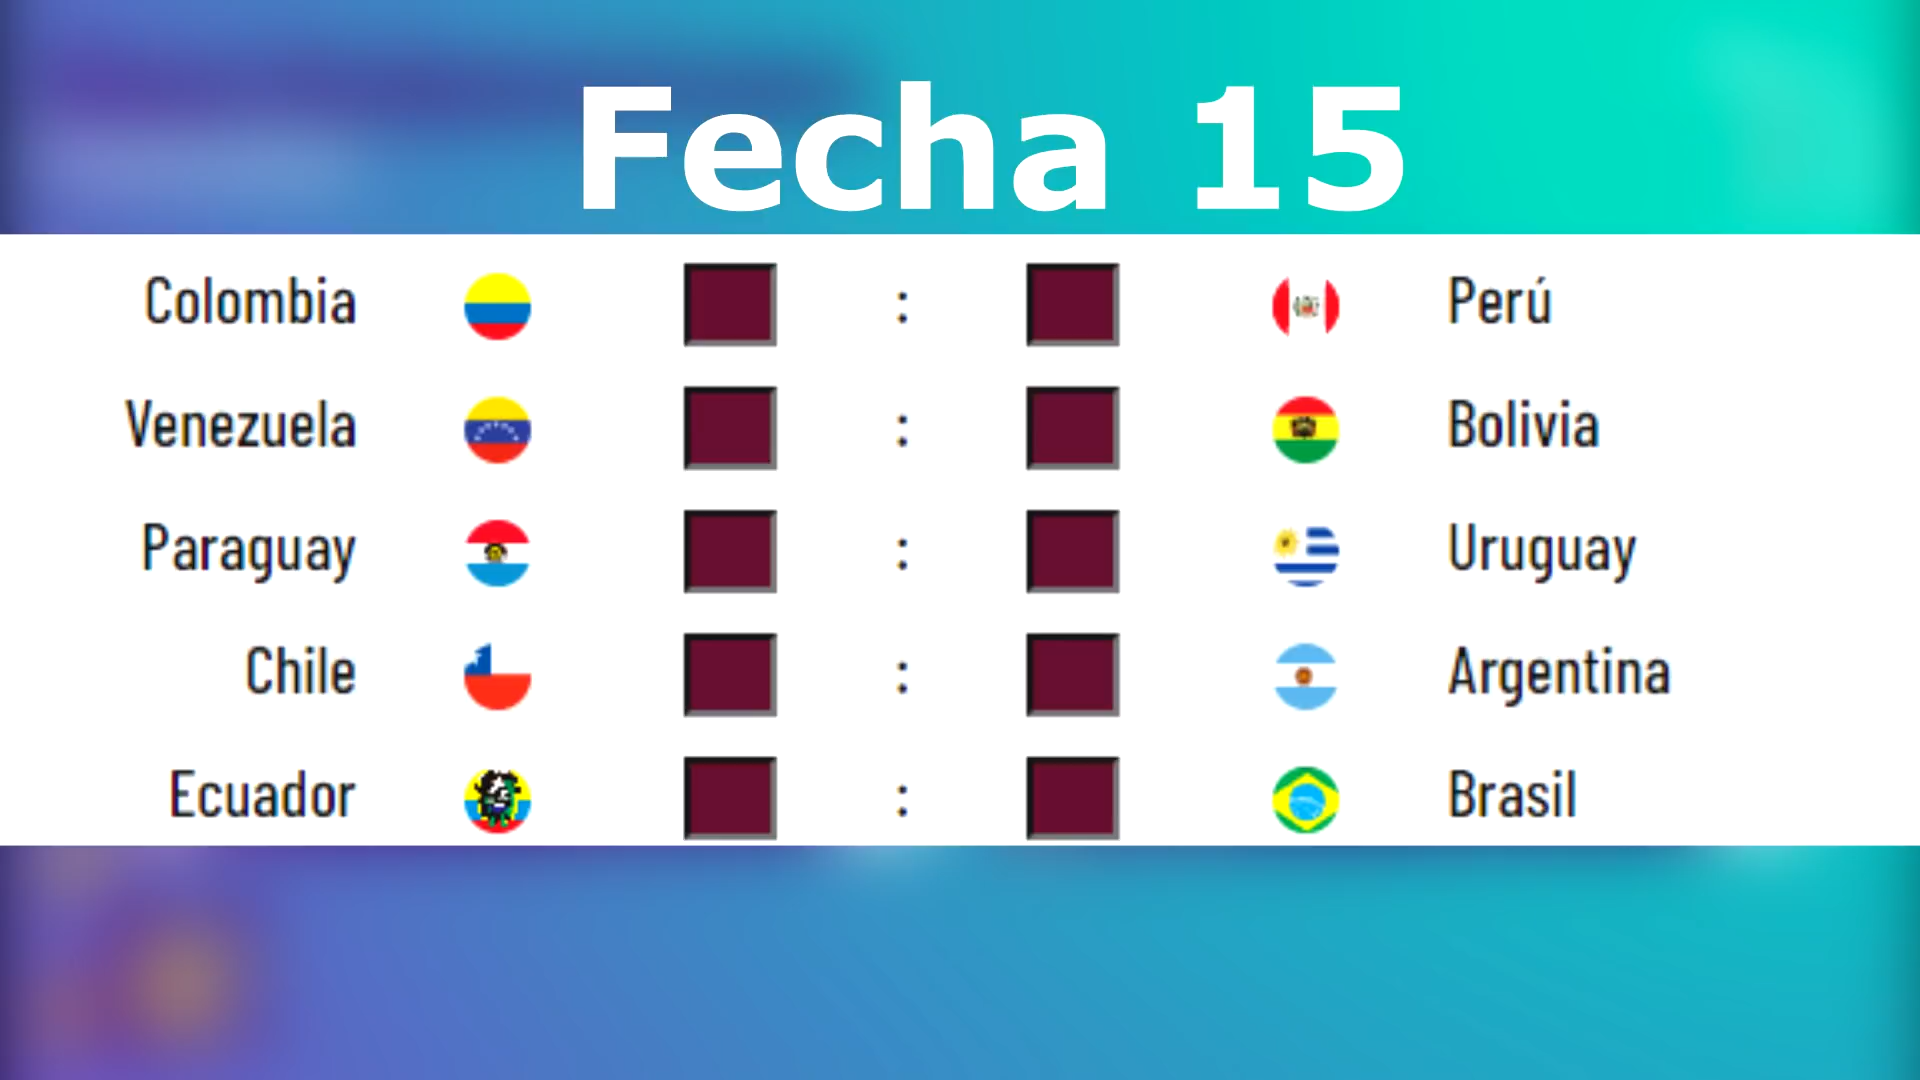 Fecha 15
Colombia : Perú
Venezuela : Bolivia
Paraguay : Uruguay
Chile : Argentina
Ecuador : Brasil